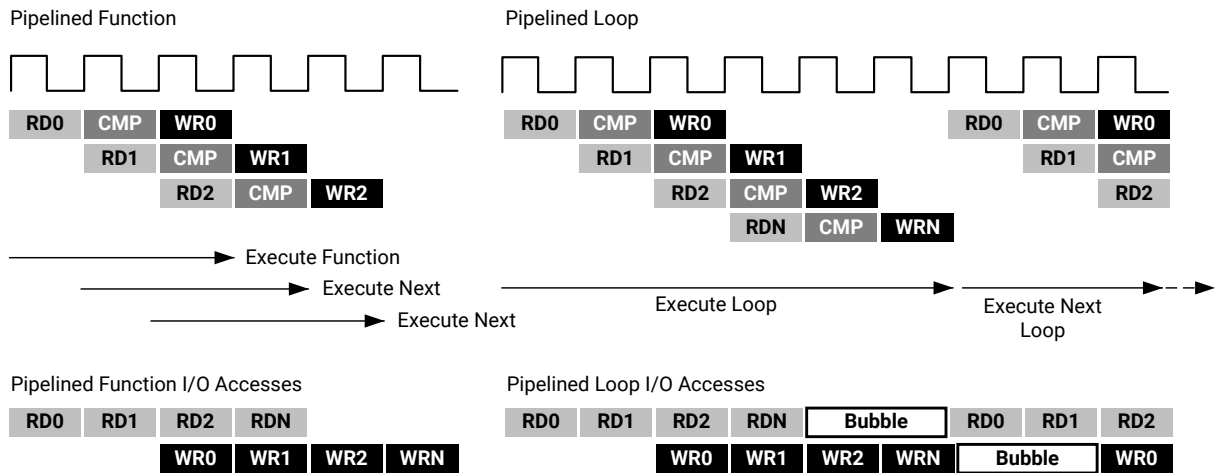 Pipelined Function
Pipelined Loop
RD0 CMP WR0
RD1 CMP WR1
RD2 CMP WR2
RD0 CMP WR0 RD0 CMP WR0
RD1 CMP WR1 RD1 CMP
RD2 CMP WR2 RD2
RDN CMP WRN
Execute Function
Execute Next
Execute Next
Execute Loop
Execute Next
Loop
Pipelined Function I/O Accesses
RD0 RD1 RD2 RDN
WR0 WR1 WR2 WRN
Pipelined Loop I/O Accesses
RD0 RD1 RD2 RDN Bubble RD0 RD1 RD2
WR0 WR1 WR2 WRN Bubble WR0